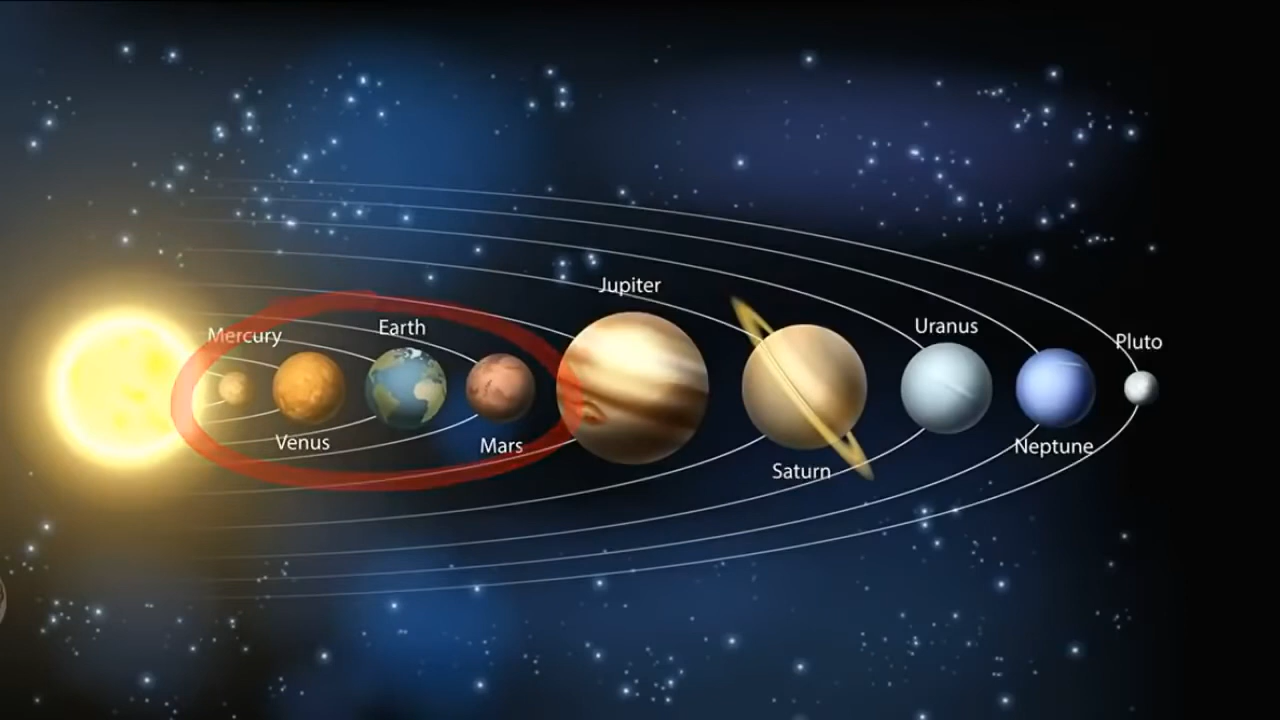 Mercury
Venus
Earth
Mars
Jupiter
Saturn
Uranus
Neptune
Pluto